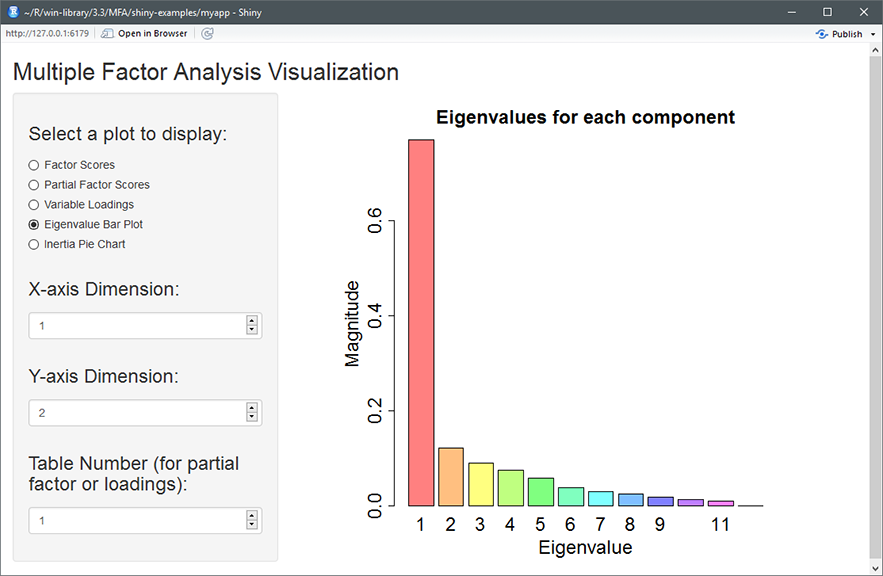 ~/R/win-library/3.3/MFA/shiny-examples/myapp - Shiny
http://127.0.0.1:6179 Open in Browser Publish
Multiple Factor Analysis Visualization
Select a plot to display:
Factor Scores
Partial Factor Scores
Variable Loadings
Eigenvalue Bar Plot
Inertia Pie Chart
X-axis Dimension:
1
Y-axis Dimension:
2
Table Number (for partial
factor or loadings):
1
Eigenvalues for each component
Magnitude
0.6
0.4
0.2
0.0
1 2 3 4 5 6 7 8 9 11
Eigenvalue